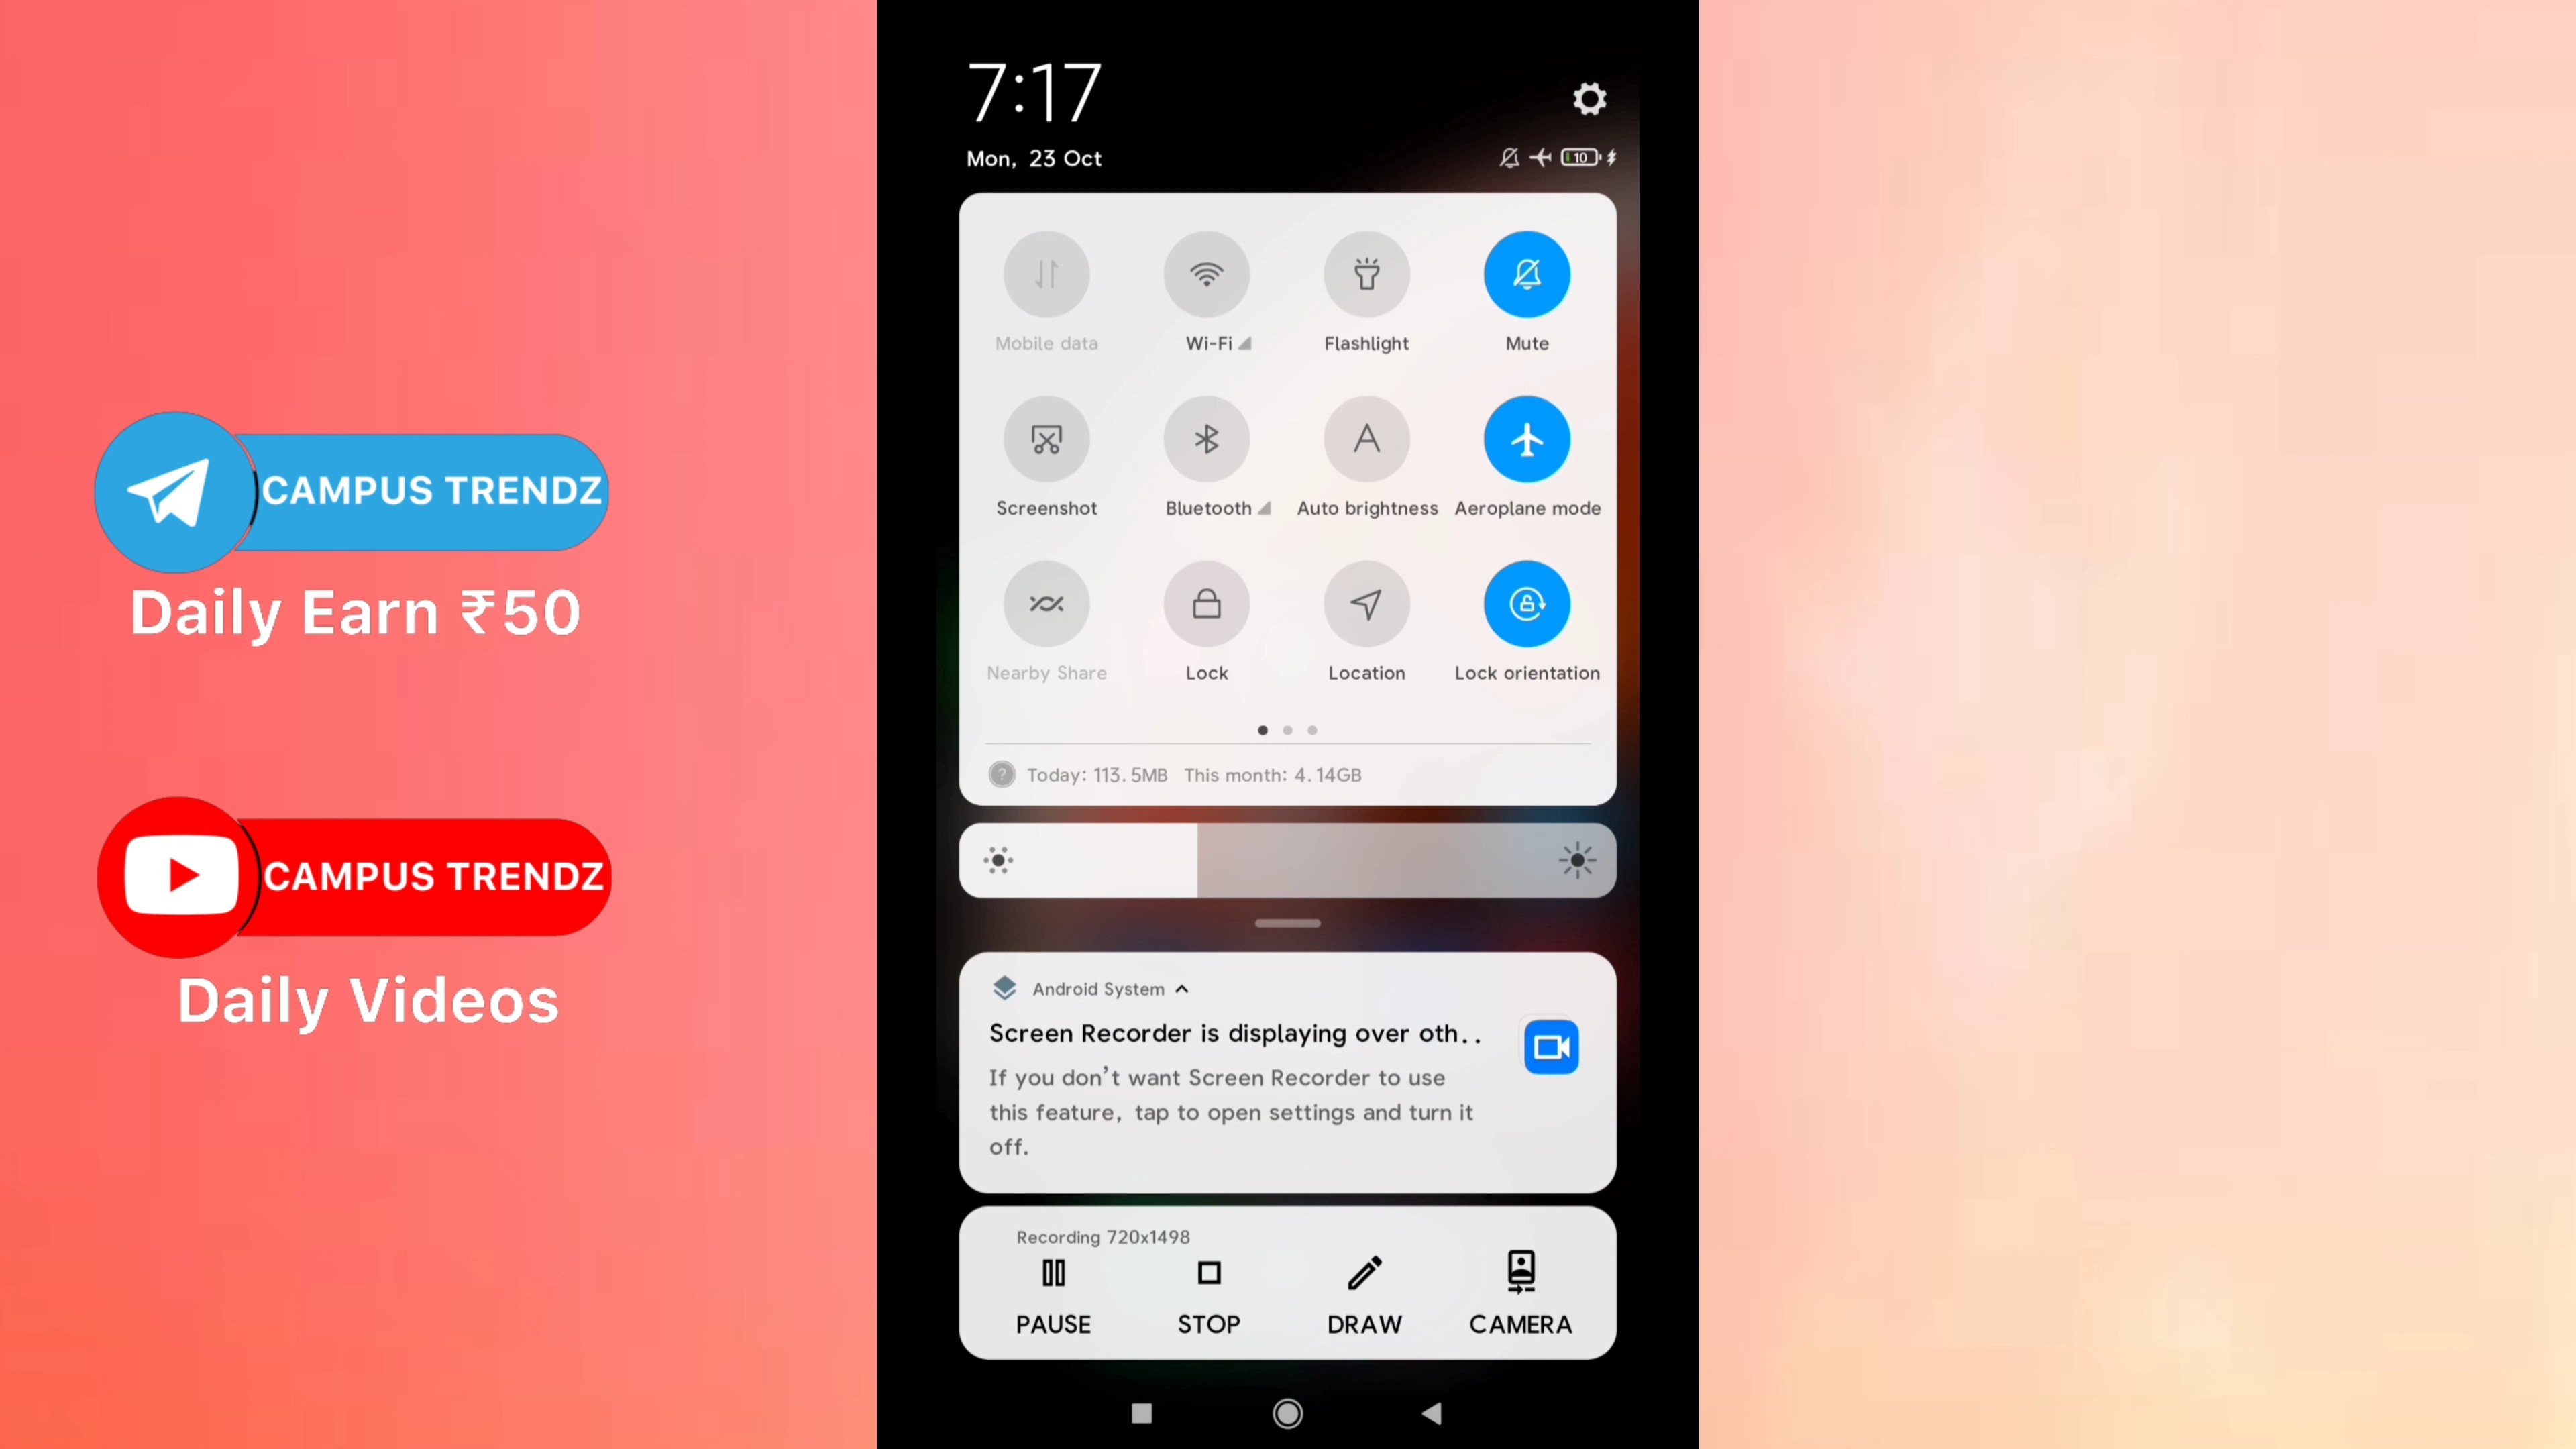 CAMPUS TRENDZ
Daily Earn ₹50
CAMPUS TRENDZ
Daily Videos
7:17
Mon, 23 Oct
10
Mobile data
Wi-Fi
Flashlight
Mute
Screenshot
Bluetooth
A
Auto brightness
Aeroplane mode
Nearby Share
Lock
Location
Lock orientation
? Today: 113.5MB This month: 4.14GB
Android System
Screen Recorder is displaying over oth..
If you don't want Screen Recorder to use
this feature, tap to open settings and turn it
off.
Recording 720x1498
PAUSE
STOP
DRAW
CAMERA